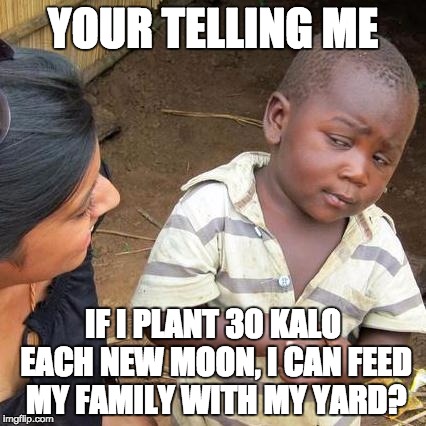 YOUR TELLING ME
IF I PLANT 30 KALO
EACH NEW MOON, I CAN FEED
MY FAMILY WITH MY YARD?
imgflip.com